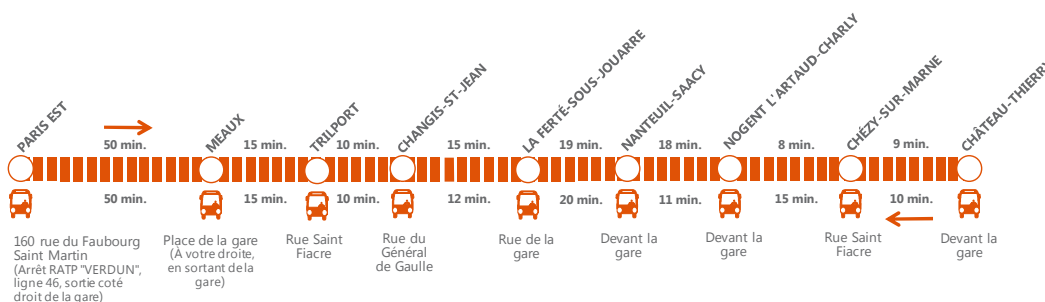 PARIS EST
MEAUX
TRILPORT
CHANGIS-ST-JEAN
LA FERTÉ-SOUS-JOUARRE
NANTEUIL-SAACY
NOGENT L'ARTAUD-CHARLY
CHÉZY-SUR-MARNE
CHÂTEAU-THIERRY
50 min.
15 min.
10 min.
15 min.
19 min.
18 min.
8 min.
9 min.
50 min.
15 min.
10 min.
12 min.
20 min.
11 min.
15 min.
10 min.
160 rue du Faubourg
Saint Martin
(Arrêt RATP "VERDUN",
ligne 46, sortie coté
droit de la gare)
Place de la gare
(À votre droite,
en sortant de la
gare)
Rue Saint
Fiacre
Rue du
Général
de Gaulle
Rue de la
gare
Devant la
gare
Devant la
gare
Rue Saint
Fiacre
Devant la
gare